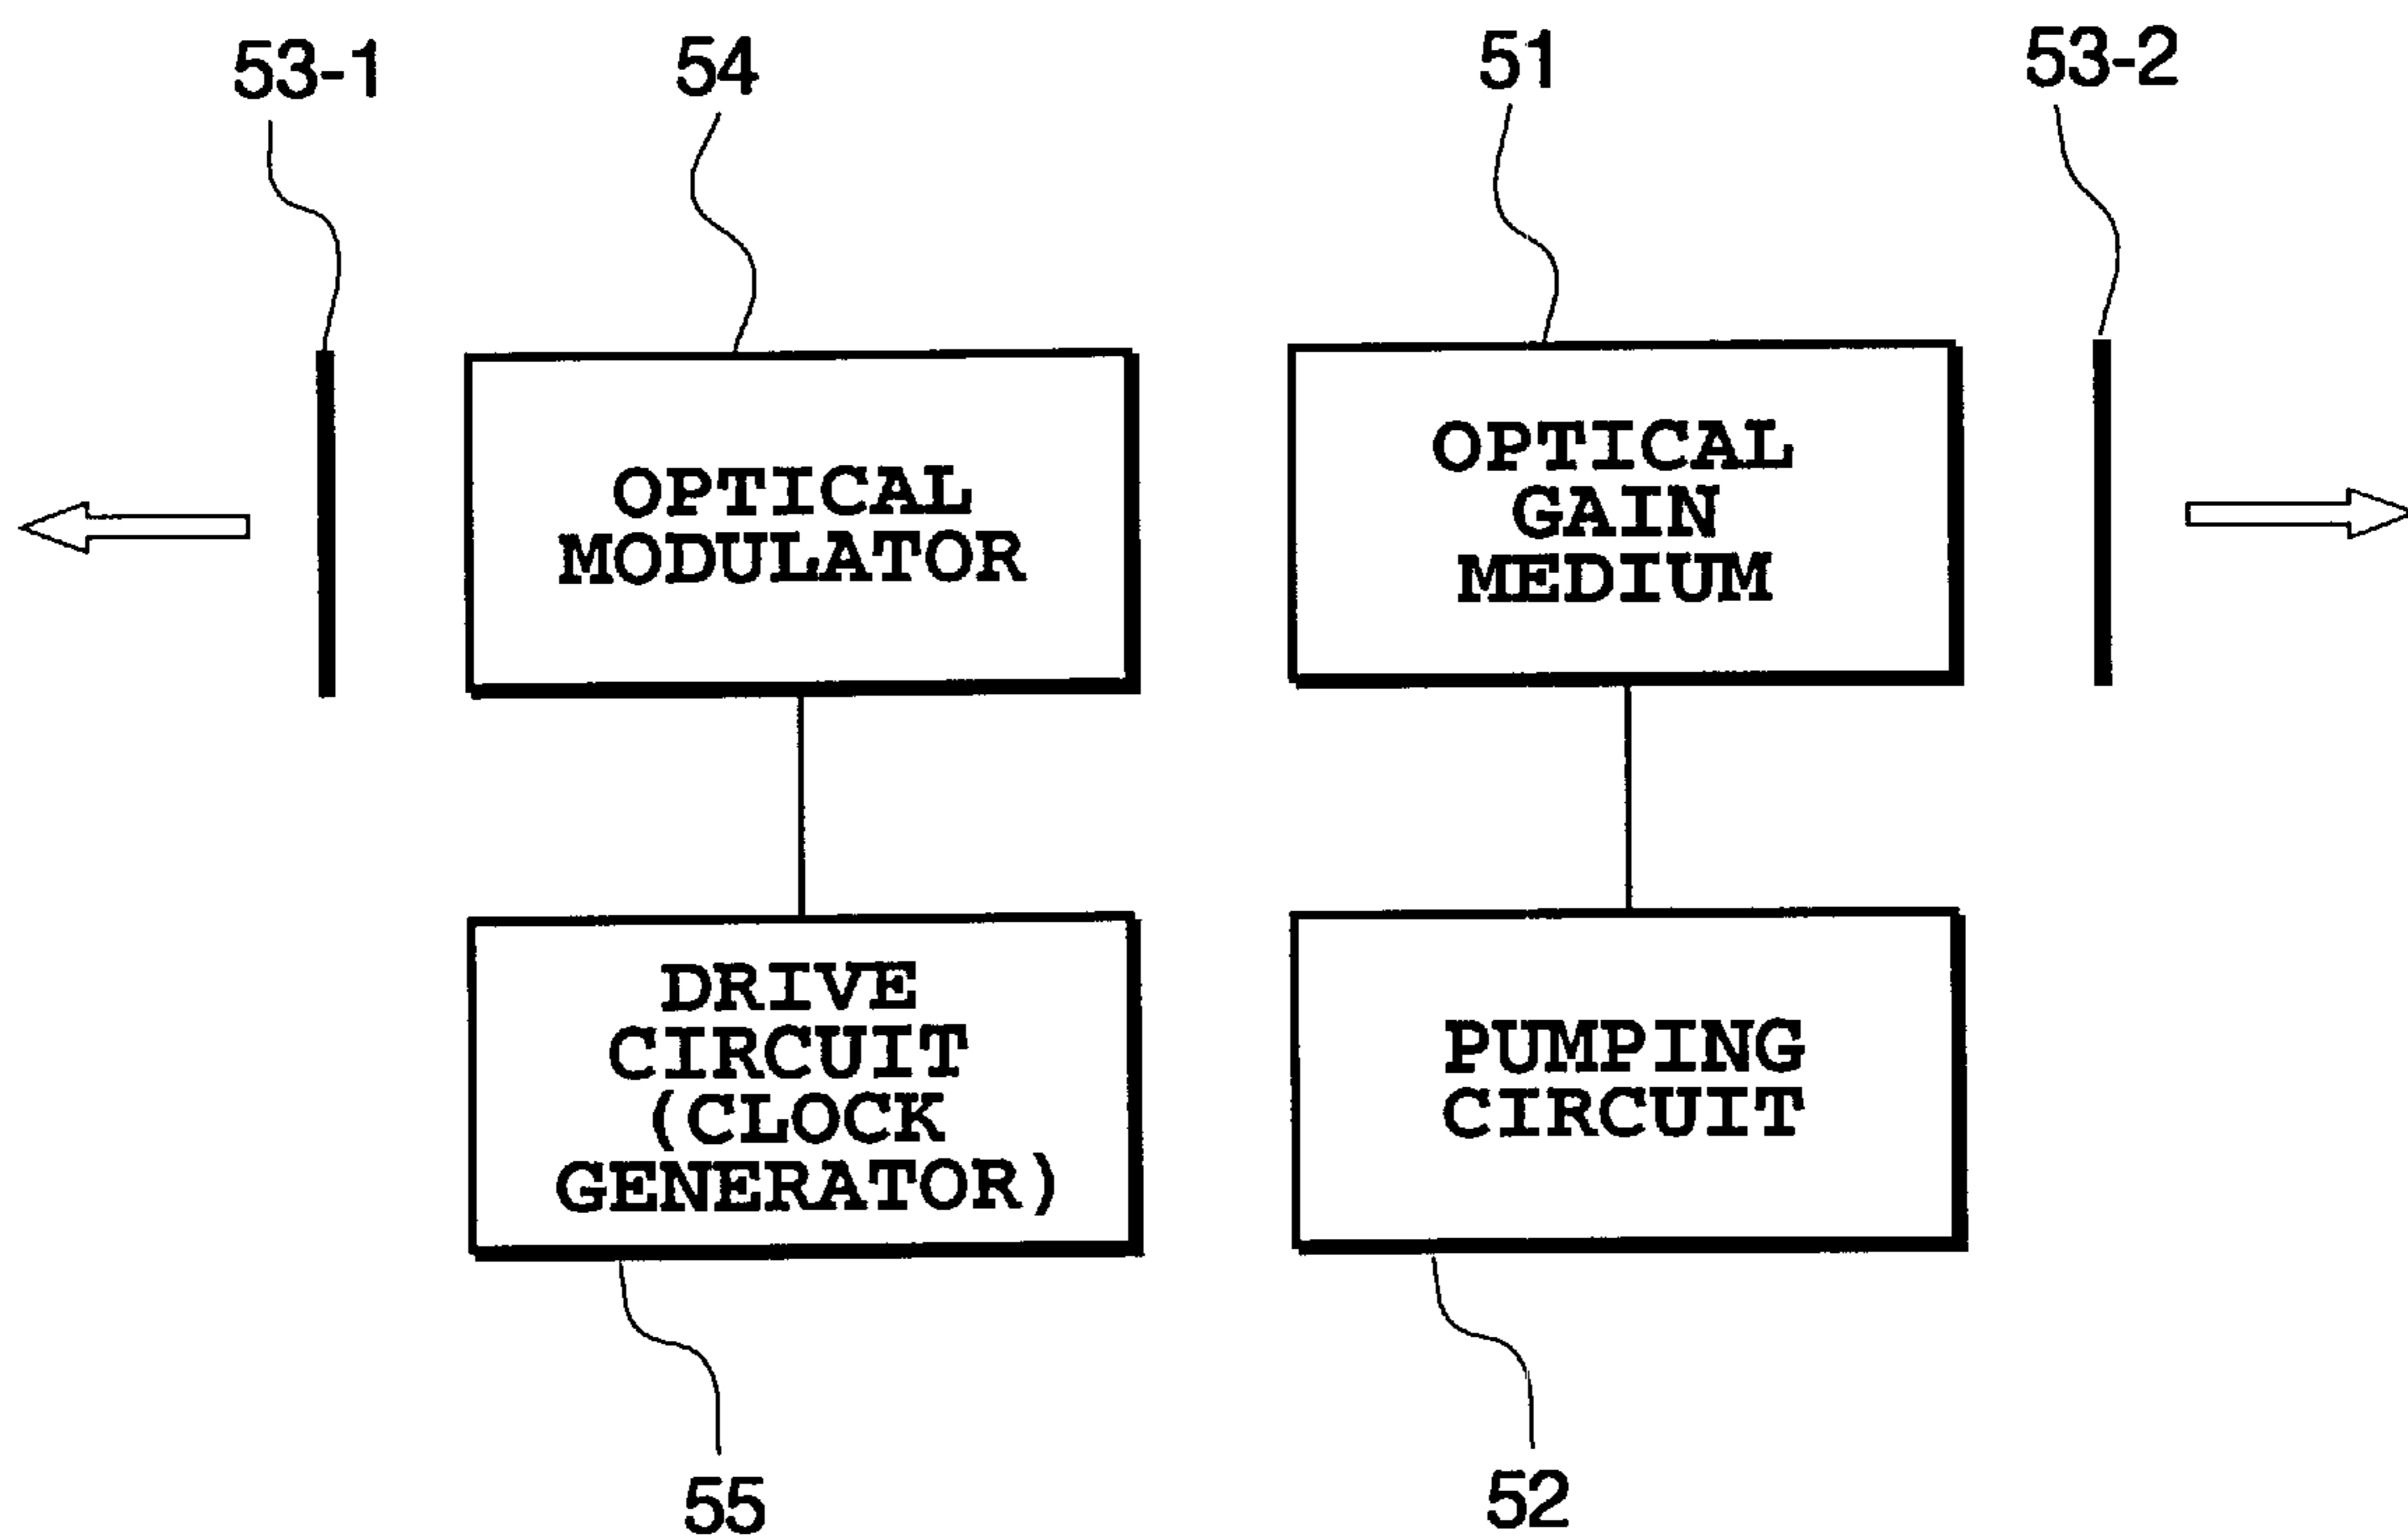 53-1
54
51
53-2
OPTICAL
MODULATOR
OPTICAL
GAIN
MEDIUM
DRIVE
CIRCUIT
(CLOCK
GENERATOR)
PUMPING
CIRCUIT
55
52